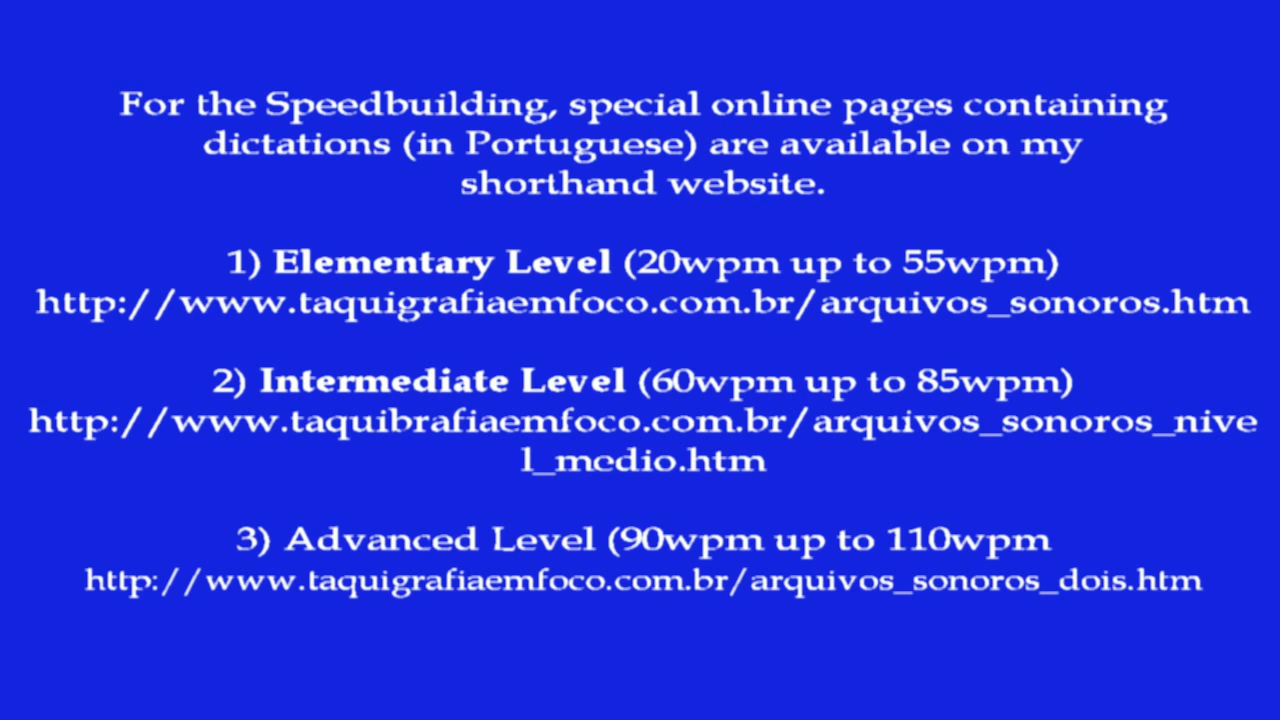 For the Speedbuilding, special online pages containing
dictations (in Portuguese) are available on my
shorthand website.
1) Elementary Level (20wpm up to 55wpm)
http://www.taquigrafiaemfoco.com.br/arquivos_sonoros.htm
2) Intermediate Level (60wpm up to 85wpm)
http://www.taquibrafiaemfoco.com.br/arquivos_sonoros_nive
l_medio.htm
3) Advanced Level (90wpm up to 110wpm
http://www.taquigrafiaemfoco.com.br/arquivos_sonoros_dois.htm